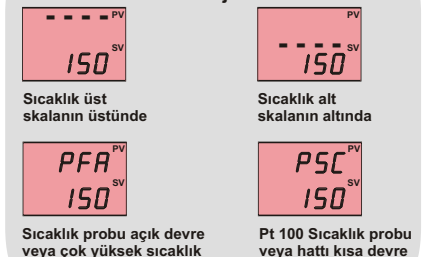 - - - - PV
SV
150
PV
- - - - SV
150
Sıcaklık üst
skalanın üstünde
Sıcaklık alt
skalanın altında
PFA PV
150 SV
PSC PV
150 SV
Sıcaklık probu açık devre
veya çok yüksek sıcaklık
Pt 100 Sıcaklık probu
veya hattı kısa devre